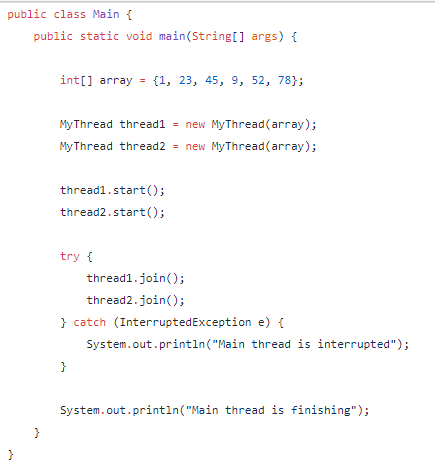 public class Main {
    public static void main(String[] args) {

        int[] array = {1, 23, 45, 9, 52, 78};

        MyThread thread1 = new MyThread(array);
        MyThread thread2 = new MyThread(array);

        thread1.start();
        thread2.start();

        try {
            thread1.join();
            thread2.join();
        } catch (InterruptedException e) {
            System.out.println("Main thread is interrupted");
        }

        System.out.println("Main thread is finishing");
    }
}